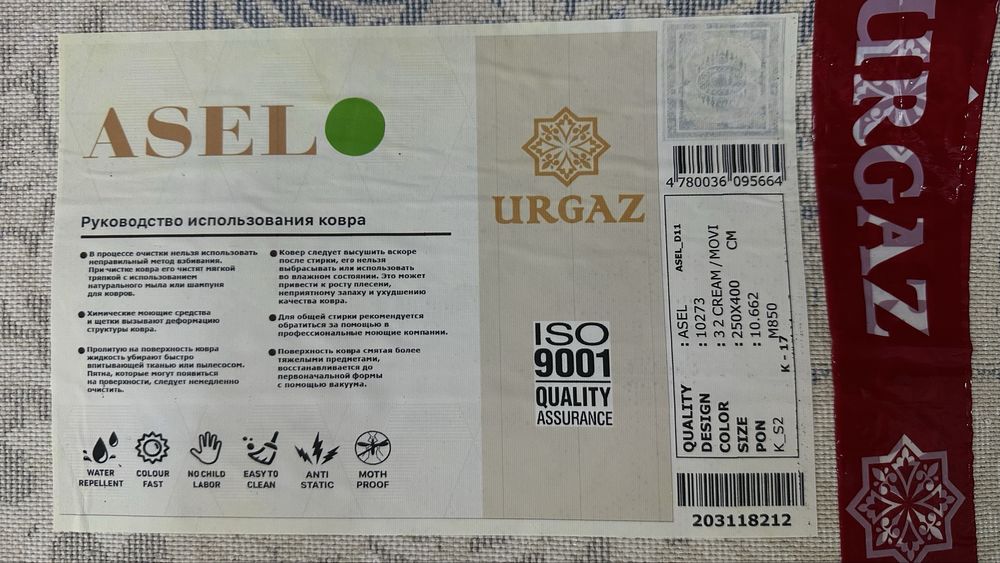 ASEL
Руководство использования ковра
В процессе очистки нельзя использовать
неправильный метод взбивания.
При чистке ковра его чистят мягкой
тряпкой с использованием
натурального мыла или шампуня
для ковров.
Химические моющие средства
и щетки вызывают деформацию
структуры ковра.
Пролитую на поверхность ковра
жидкость убирают быстро
впитывающей тканью или пылесосом.
Пятна, которые могут появиться
на поверхности, следует немедленно
очистить.
Ковер следует высушить вскоре
после стирки, его нельзя
выбрасывать или использовать
во влажном состоянии. Это может
привести к росту плесени,
неприятному запаху и ухудшению
качества ковра.
Для общей стирки рекомендуется
обратиться за помощью в
профессиональные моющие компании.
Поверхность ковра смятая более
тяжелыми предметами,
восстанавливается до
первоначальной формы
с помощью вакуума.
WATER
REPELLENT
COLOUR
FAST
NO CHILD
LABOR
EASY TO
CLEAN
ANTI
STATIC
MOTH
PROOF
URGAZ
ISO
9001
QUALITY
ASSURANCE
4 780036 095664
ASEL_D11
QUALITY : ASEL
DESIGN : 10273
COLOR : 3 2 CREAM /MOVI
SIZE : 250X400 CM
PON : 10.662
K_S2 K - 17 M850
203118212
URGAZ